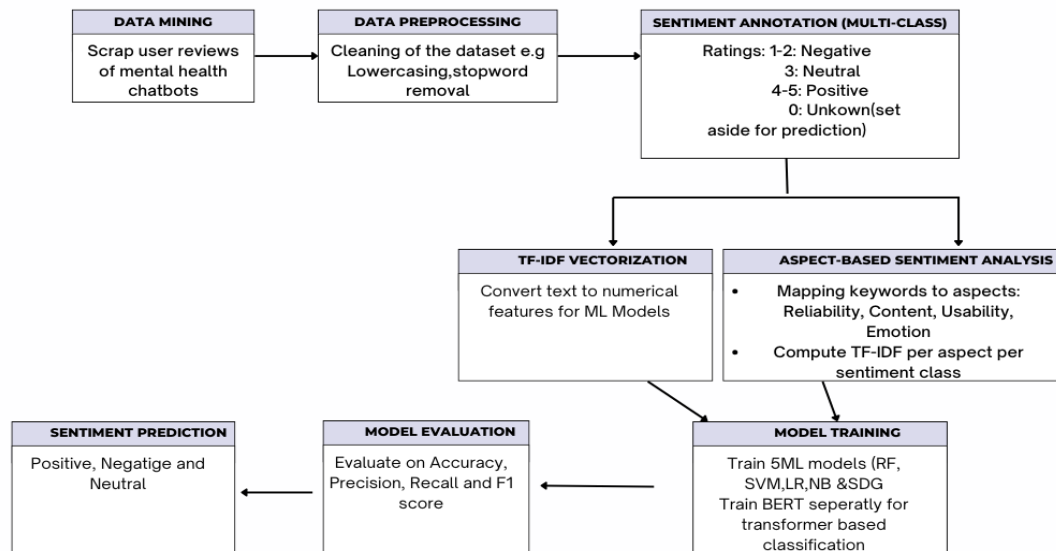 DATA MINING
Scrap user reviews
of mental health
chatbots
DATA PREPROCESSING
Cleaning of the dataset e.g
Lowercasing,stopword
removal
SENTIMENT ANNOTATION (MULTI-CLASS)
Ratings: 1-2: Negative
3: Neutral
4-5: Positive
0: Unkown(set
aside for prediction)
TF-IDF VECTORIZATION
Convert text to numerical
features for ML Models
ASPECT-BASED SENTIMENT ANALYSIS
• Mapping keywords to aspects:
Reliability, Content, Usability,
Emotion
• Compute TF-IDF per aspect per
sentiment class
SENTIMENT PREDICTION
Positive, Negatige and
Neutral
MODEL EVALUATION
Evaluate on Accuracy,
Precision, Recall and F1
score
MODEL TRAINING
Train 5ML models (RF,
SVM,LR,NB &SDG
Train BERT seperatly for
transformer based
classification